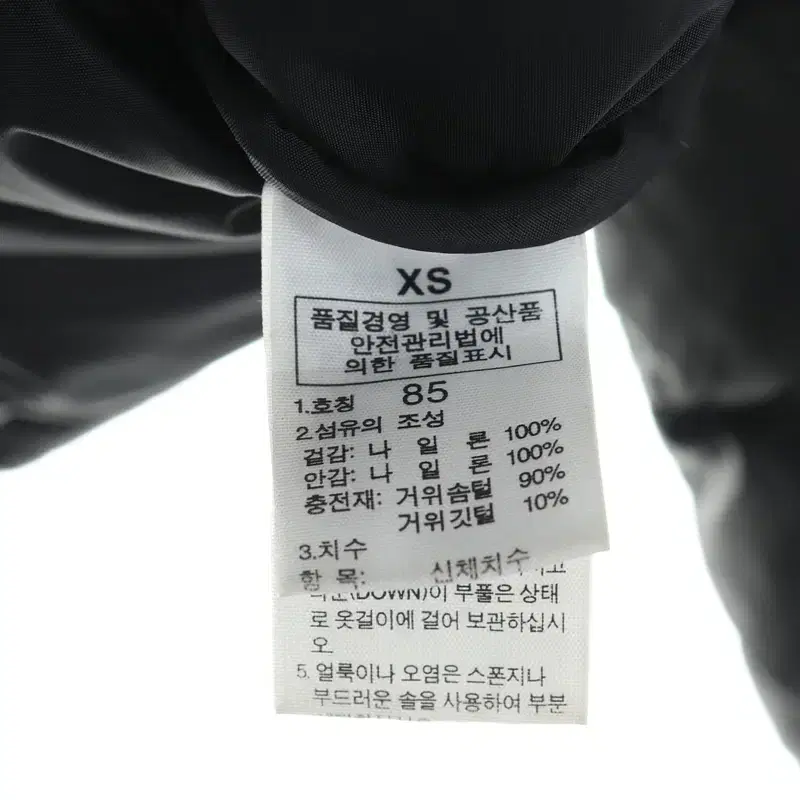 XS
품질경영 및 공산품
안전관리법에
의한 품질표시
1.호칭 85
2.섬유의 조성
겉감: 나 일 론 100%
안감: 나 일 론 100%
충전재: 거위솜털 90%
거위깃털 10%
3.치수
항 목: 신체치수
(DOWN)이 부풀은 상태
로 옷걸이에 걸어 보관하십시
오.
5. 얼룩이나 오염은 스폰지나
부드러운 솔을 사용하여 부분